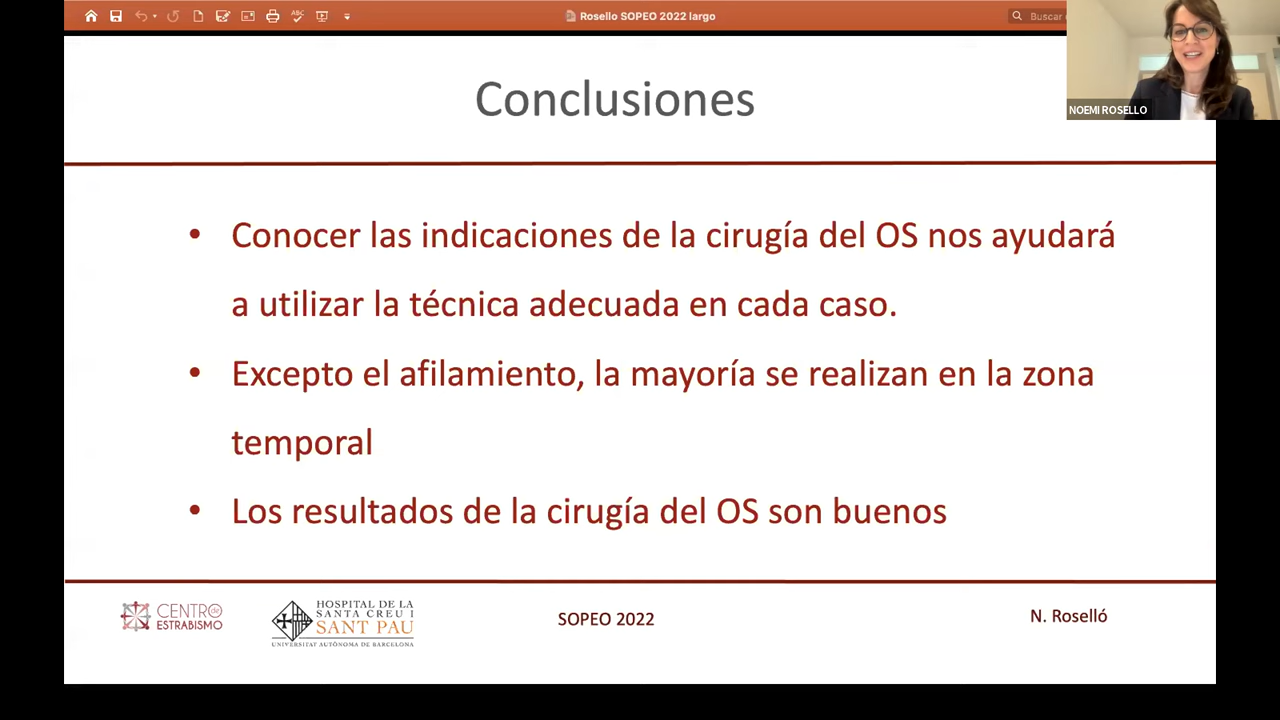 ABC
Rosello SOPEO 2022 largo
Buscar
NOEMI ROSELLO
Conclusiones
• Conocer las indicaciones de la cirugía del OS nos ayudará
a utilizar la técnica adecuada en cada caso.
• Excepto el afilamiento, la mayoría se realizan en la zona
temporal
• Los resultados de la cirugía del OS son buenos
CENTRO de
ESTRABISMO
HOSPITAL DE LA
SANTA CREU I
SANT PAU
UNIVERSITAT AUTÒNOMA DE BARCELONA
SOPEO 2022
N. Roselló